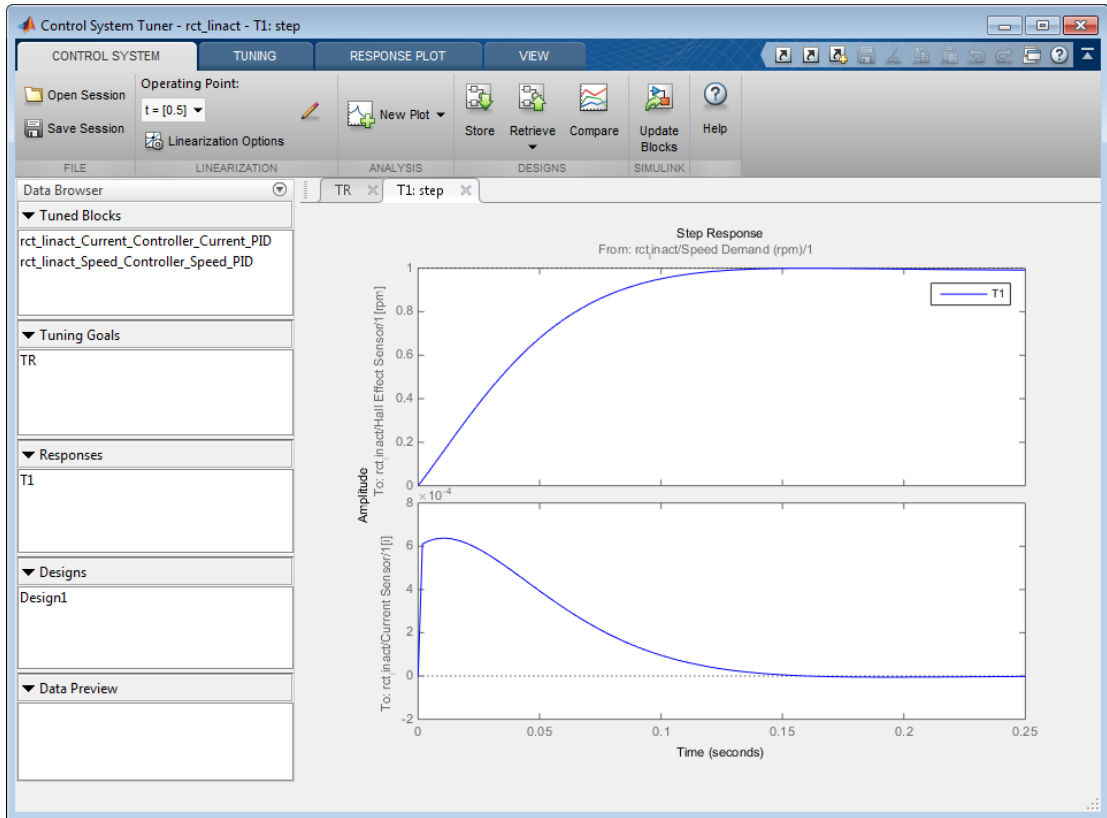 Control System Tuner - rct_linact - T1: step
CONTROL SYSTEM TUNING RESPONSE PLOT VIEW
Open Session
Save Session
FILE
Operating Point:
t = [0.5]
Linearization Options
LINEARIZATION
New Plot
ANALYSIS
Store Retrieve Compare
DESIGNS
Update
Blocks
SIMULINK
Help
Data Browser
Tuned Blocks
rct_linact_Current_Controller_Current_PID
rct_linact_Speed_Controller_Speed_PID
Tuning Goals
TR
Responses
T1
Designs
Design1
Data Preview
TR T1: step
Step Response
From: rct_linact/Speed Demand (rpm)/1
Amplitude
To: rct_linact/Hall Effect Sensor/1[rpm]
1
0.8
0.6
0.4
0.2
0
T1
To: rct_linact/Current Sensor/1[i]
×10-4
8
6
4
2
0
-2
0 0.05 0.1 0.15 0.2 0.25
Time (seconds)